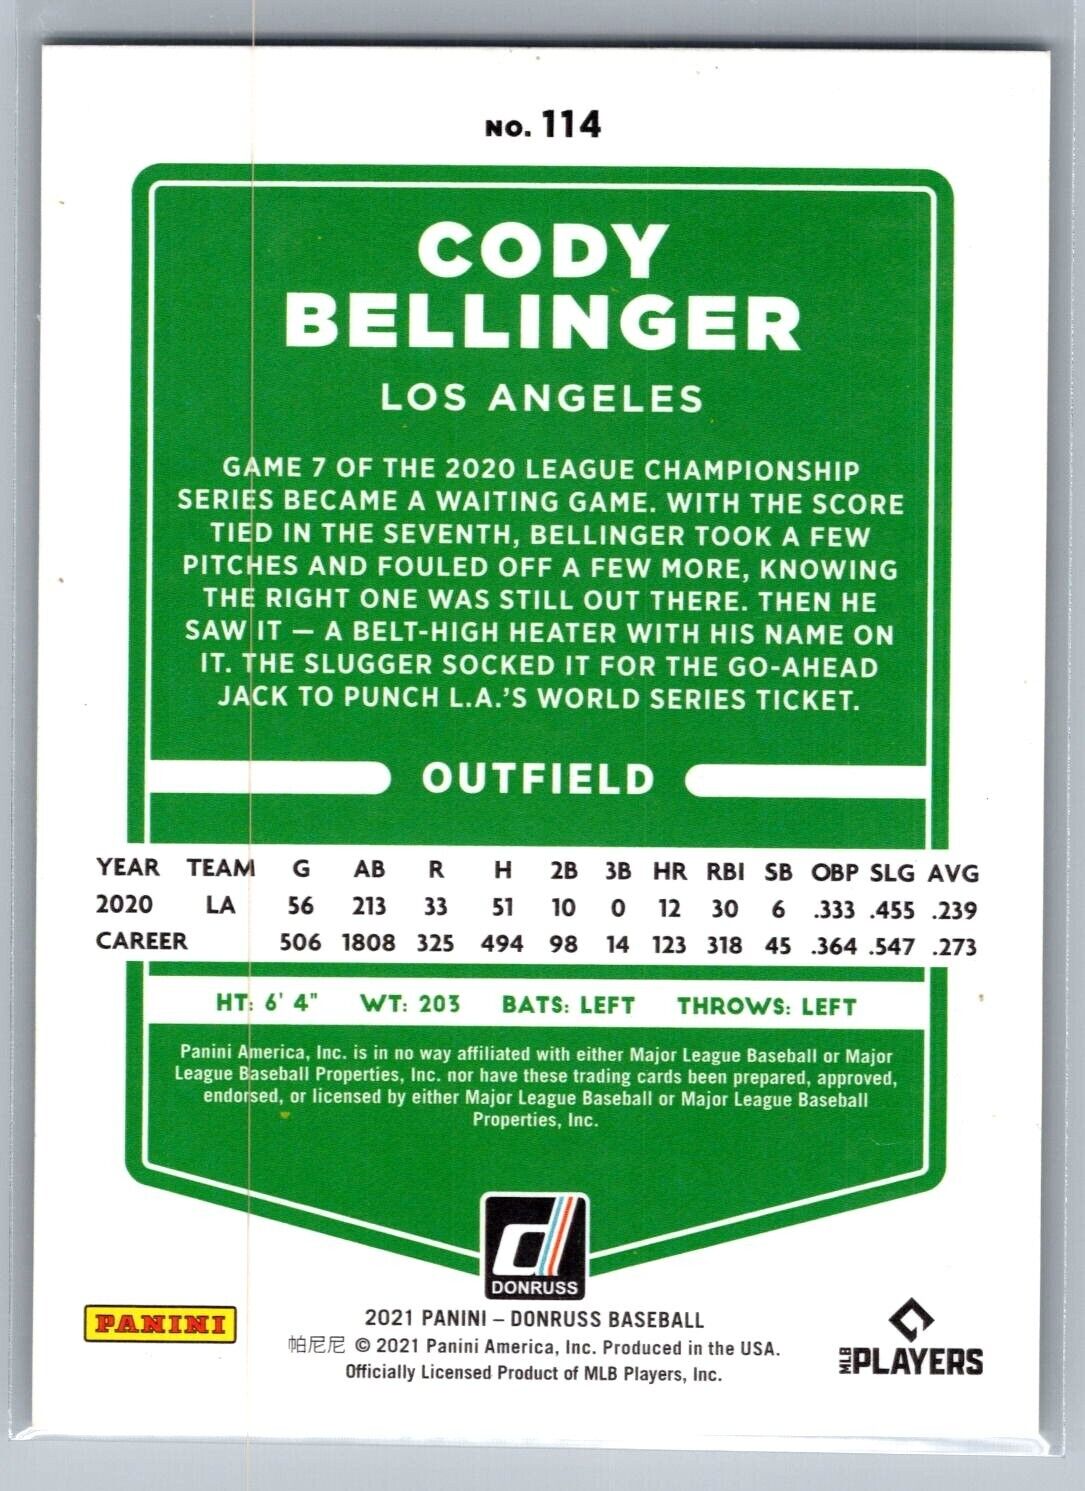 NO. 114
CODY
BELLINGER
LOS ANGELES
GAME 7 OF THE 2020 LEAGUE CHAMPIONSHIP
SERIES BECAME A WAITING GAME. WITH THE SCORE
TIED IN THE SEVENTH, BELLINGER TOOK A FEW
PITCHES AND FOULED OFF A FEW MORE, KNOWING
THE RIGHT ONE WAS STILL OUT THERE. THEN HE
SAW IT — A BELT-HIGH HEATER WITH HIS NAME ON
IT. THE SLUGGER SOCKED IT FOR THE GO-AHEAD
JACK TO PUNCH L.A.'S WORLD SERIES TICKET.
OUTFIELD
YEAR TEAM G AB R H 2B 3B HR RBI SB OBP SLG AVG
2020 LA 56 213 33 51 10 0 12 30 6 .333 .455 .239
CAREER 506 1808 325 494 98 14 123 318 45 .364 .547 .273
HT: 6' 4" WT: 203 BATS: LEFT THROWS: LEFT
Panini America, Inc. is in no way affiliated with either Major League Baseball or Major
League Baseball Properties, Inc. nor have these trading cards been prepared, approved,
endorsed, or licensed by either Major League Baseball or Major League Baseball
Properties, Inc.
d
DONRUSS
PANINI
2021 PANINI – DONRUSS BASEBALL
帕尼尼 © 2021 Panini America, Inc. Produced in the USA.
Officially Licensed Product of MLB Players, Inc.
MLB PLAYERS